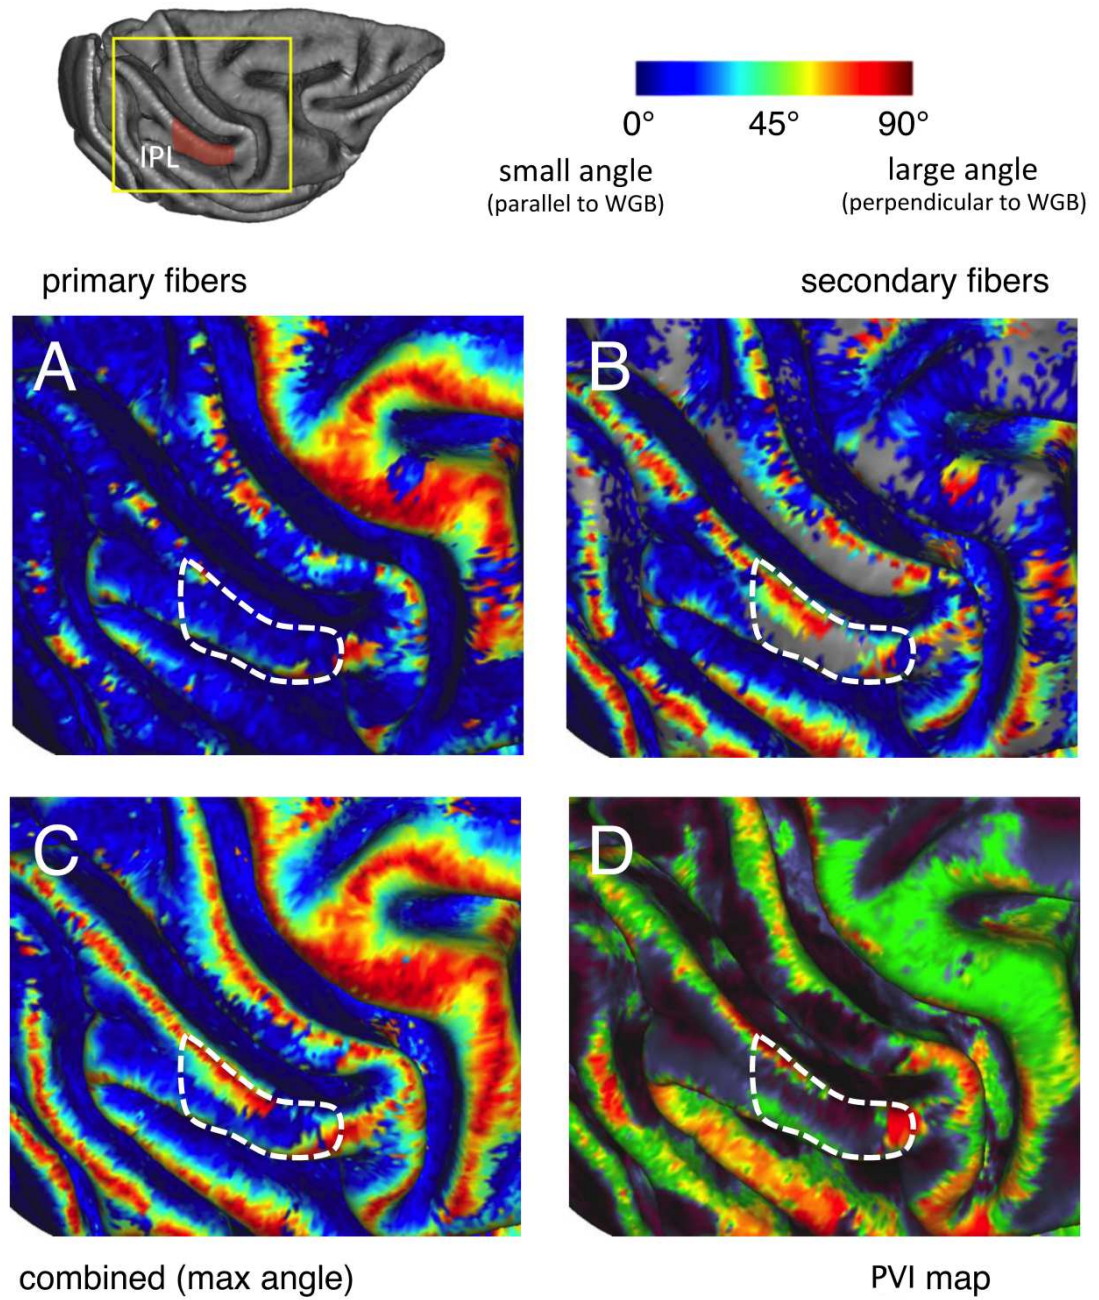 IPL
0° 45° 90°
small angle
(parallel to WGB)
large angle
(perpendicular to WGB)
primary fibers
secondary fibers
A
B
C
D
combined (max angle)
PVI map